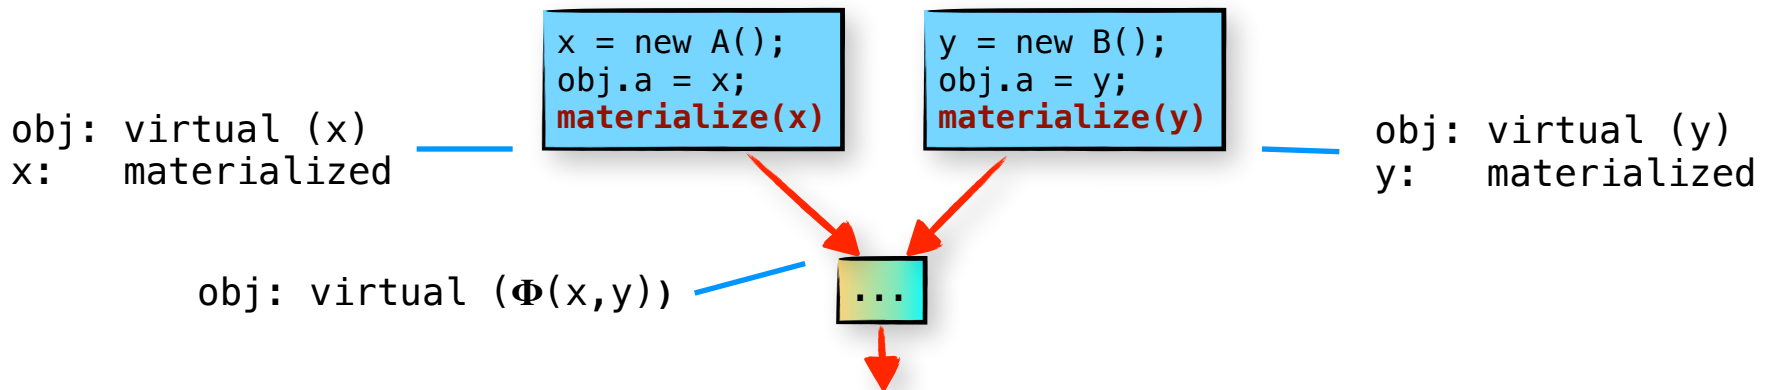 x = new A();
obj.a = x;
materialize(x)
y = new B();
obj.a = y;
materialize(y)
obj: virtual (x)
x: materialized
obj: virtual (y)
y: materialized
obj: virtual (Φ(x,y))
...